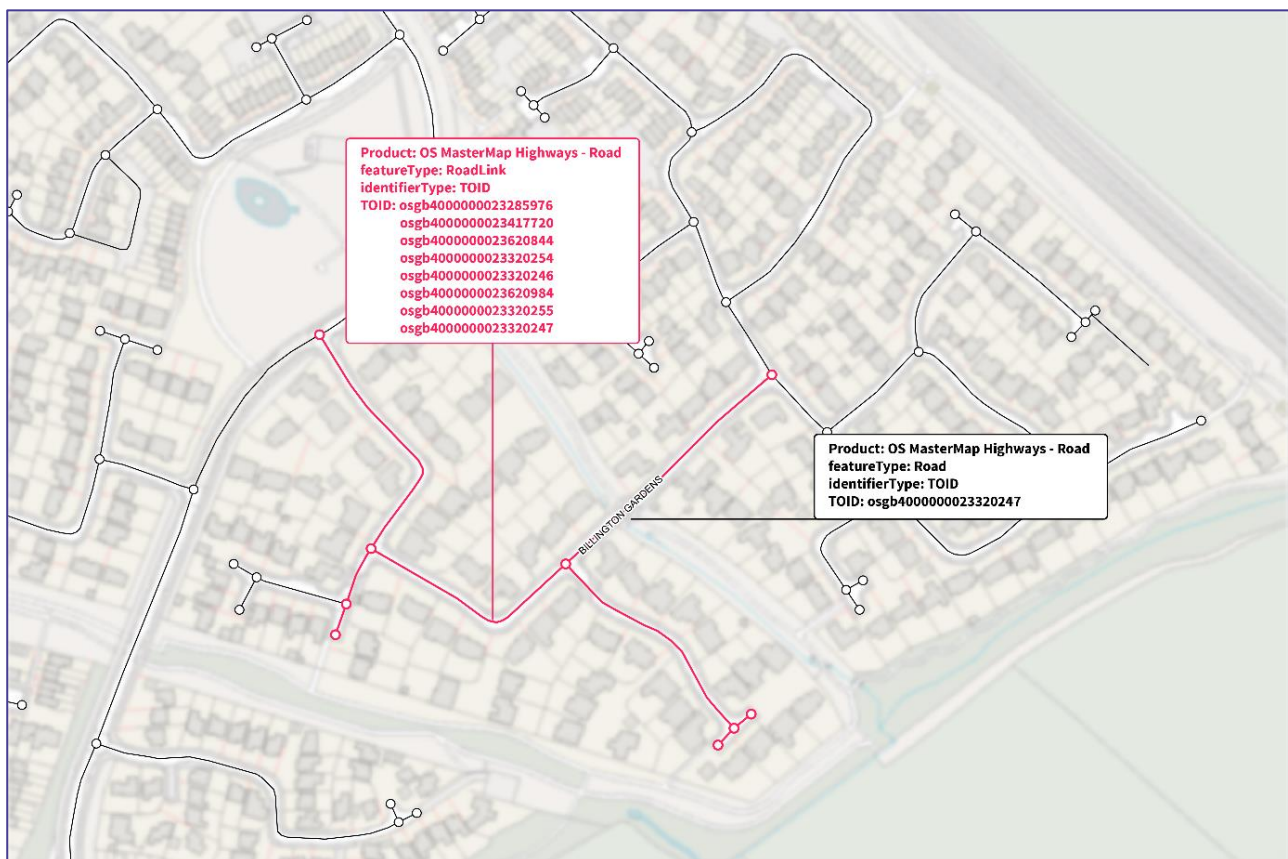 Product: OS MasterMap Highways - Road
featureType: RoadLink
identifierType: TOID
TOID: osgb4000000023285976
osgb4000000023417720
osgb4000000023620844
osgb4000000023320254
osgb4000000023320246
osgb4000000023620984
osgb4000000023320255
osgb4000000023320247
BILLINGTON GARDENS
Product: OS MasterMap Highways - Road
featureType: Road
identifierType: TOID
TOID: osgb4000000023320247